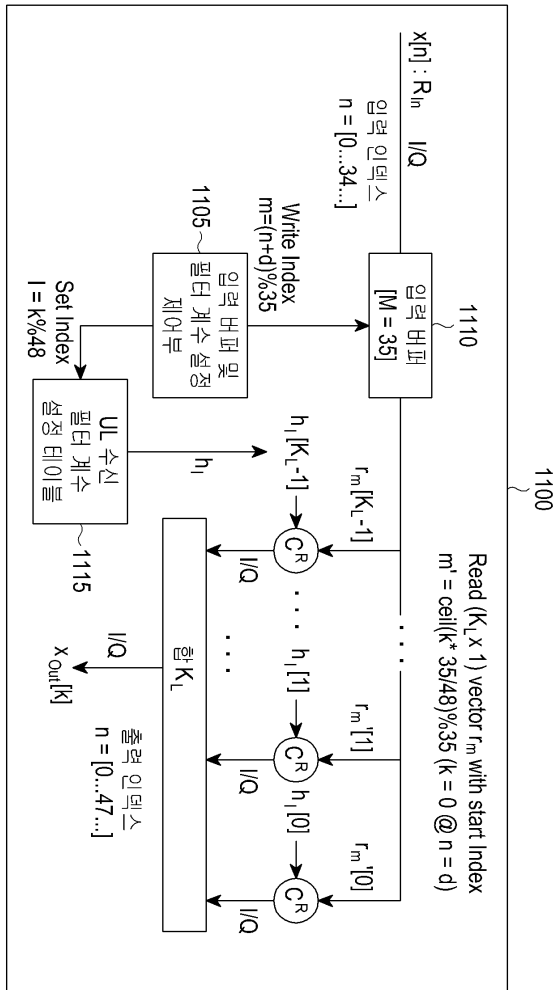 1100
Read (K_L x 1) vector r_m with start Index
m' = ceil(k* 35/48)%35 (k = 0 @ n = d)
x[n] : R_In
I/Q
입력 인덱스
n = [0...34...]
1110
입력 버퍼
[M = 35]
Write Index
m=(n+d)%35
1105
입력 버퍼 및
필터 계수 설정
제어부
Set Index
l = k%48
UL 수신
필터 계수
설정 테이블
1115
h_l
r_m[K_L-1]
....
r_m'[1]
r_m'[0]
h_l[K_L-1]
C^R
...
h_l[1]
C^R
h_l[0]
C^R
I/Q
...
I/Q
I/Q
합 K_L
I/Q
x_Out[k]
출력 인덱스
n = [0...47...]